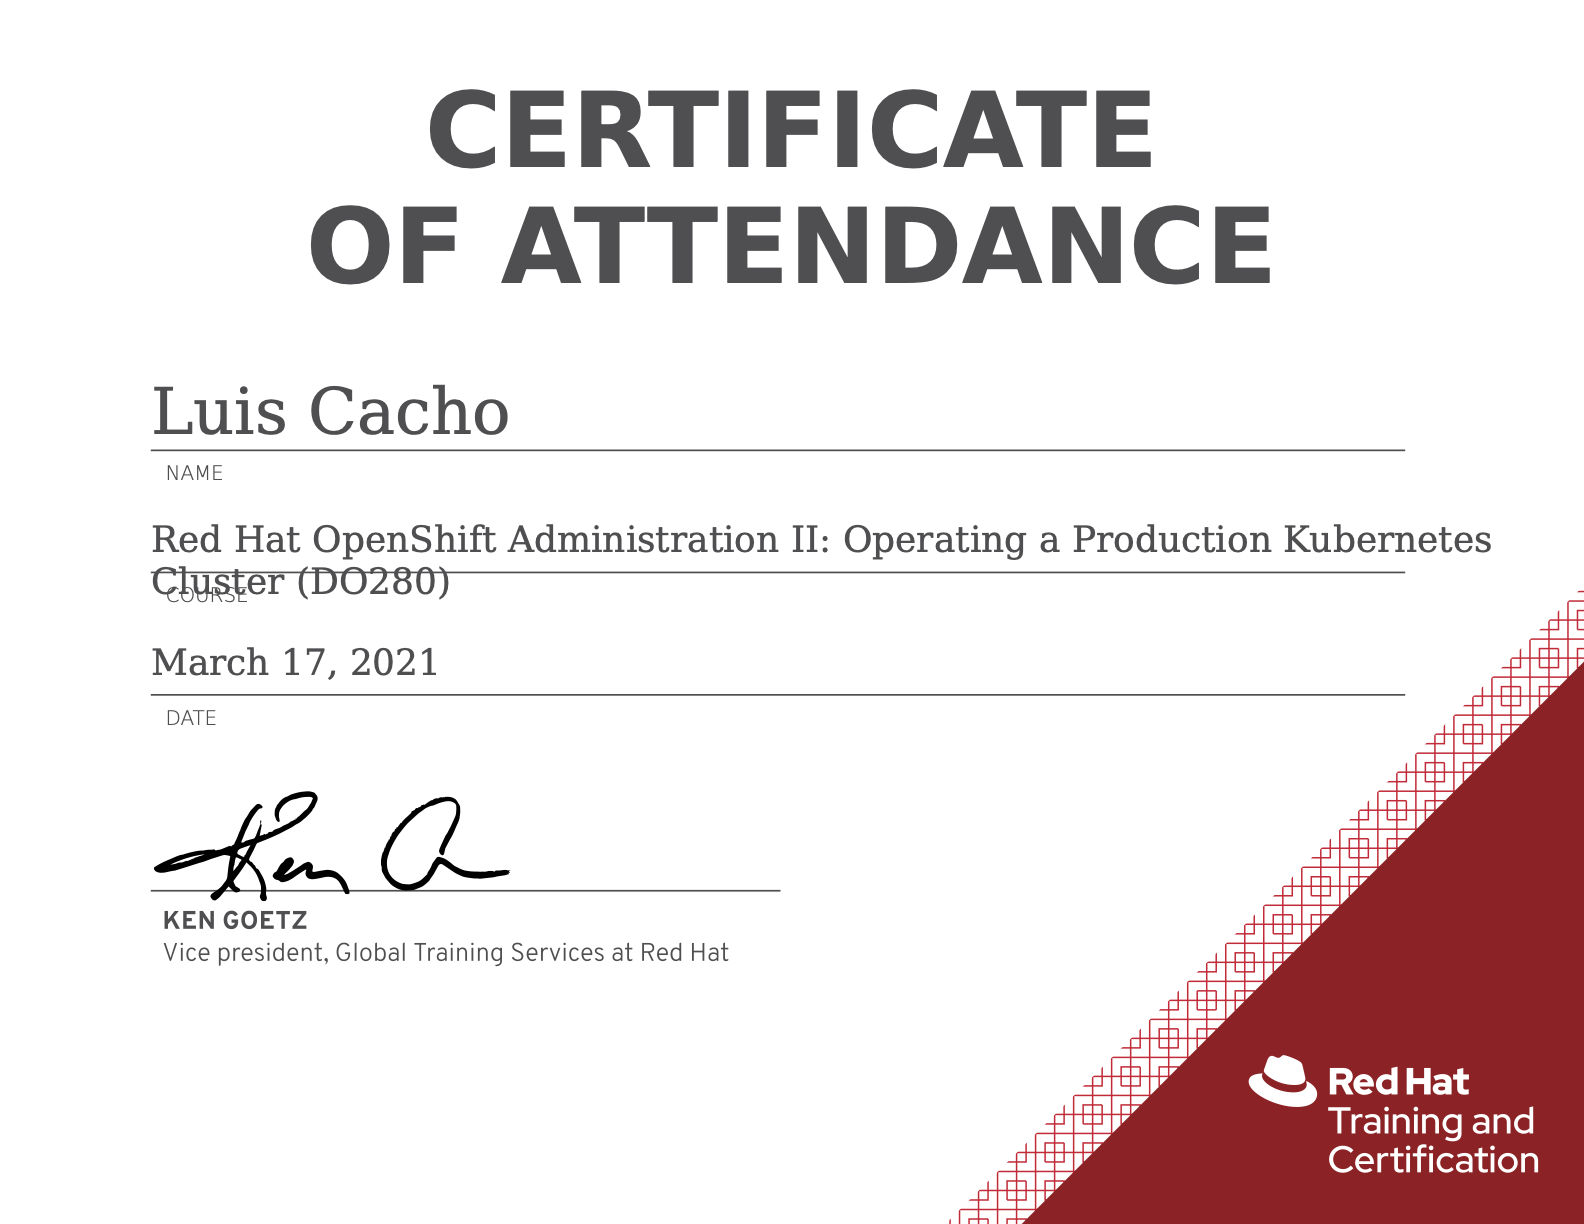 CERTIFICATE
OF ATTENDANCE
Luis Cacho
NAME
Red Hat OpenShift Administration II: Operating a Production Kubernetes
Cluster (DO280)
COURSE
March 17, 2021
DATE
Ken G
KEN GOETZ
Vice president, Global Training Services at Red Hat
Red Hat
Training and
Certification